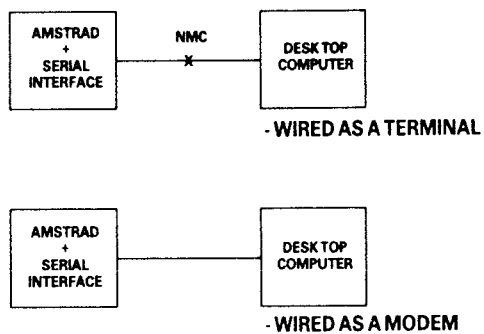 AMSTRAD
+
SERIAL
INTERFACE
NMC
x
DESK TOP
COMPUTER
- WIRED AS A TERMINAL
AMSTRAD
+
SERIAL
INTERFACE
DESK TOP
COMPUTER
- WIRED AS A MODEM